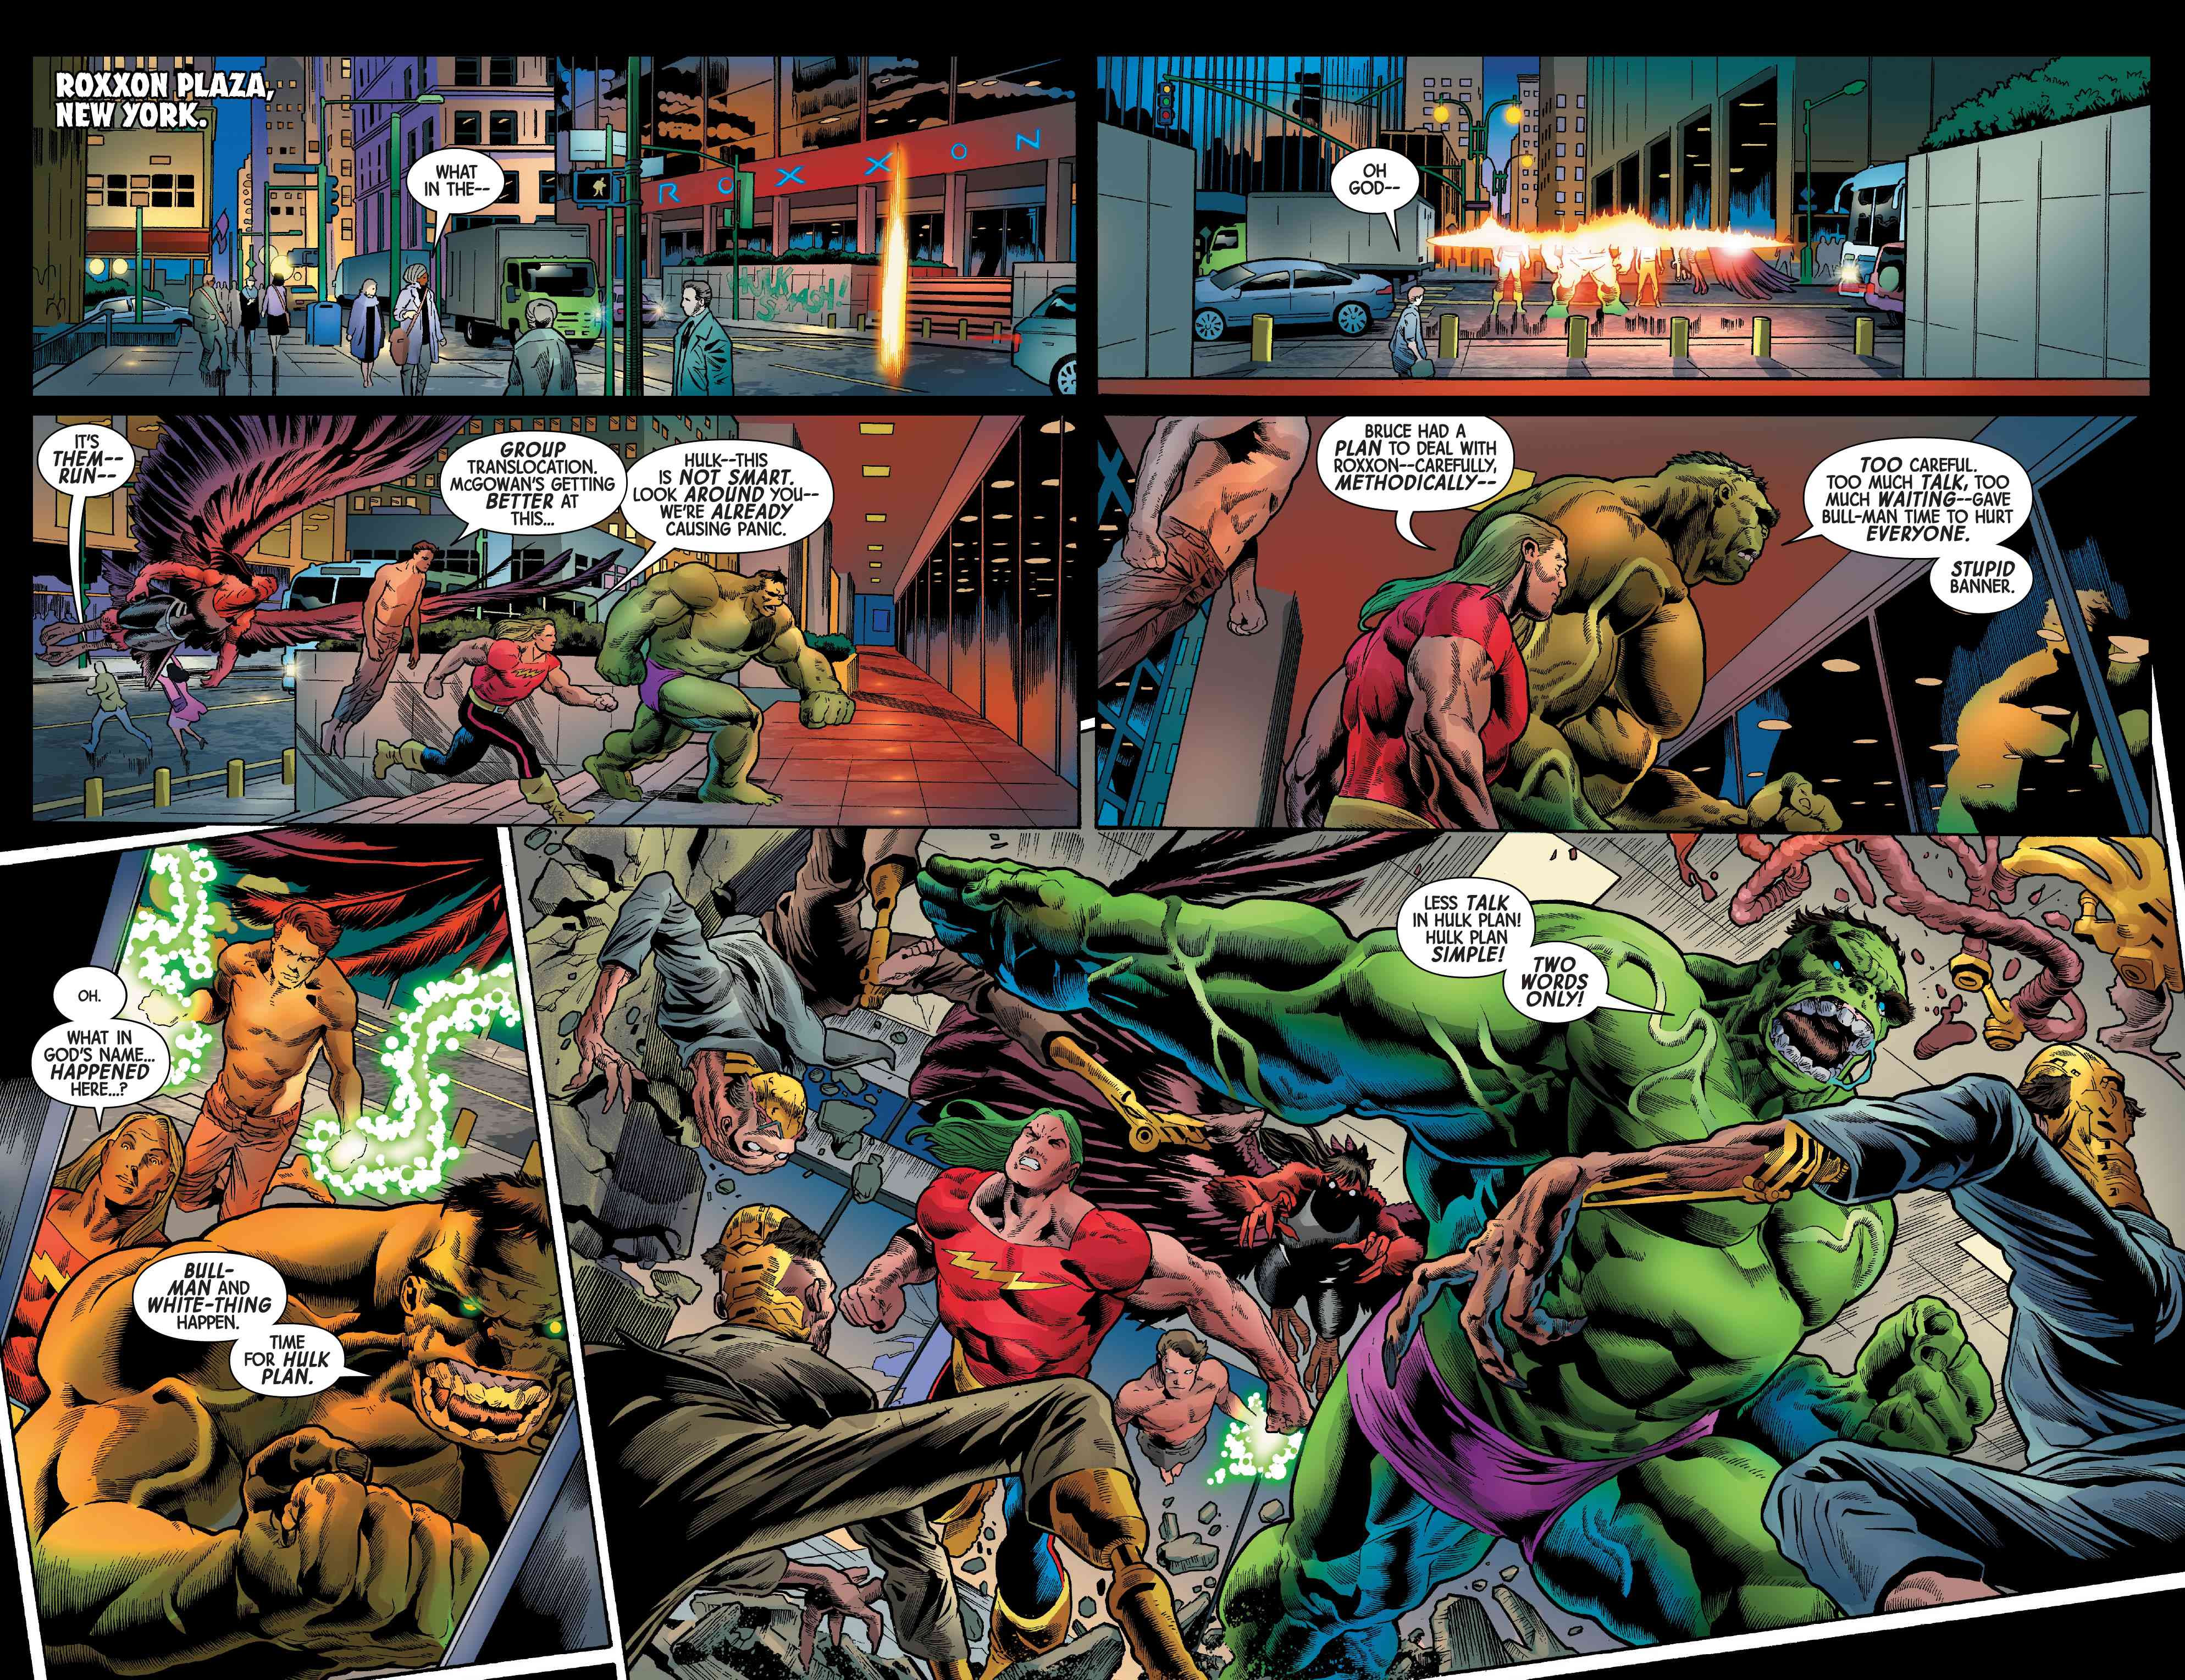 ROXXON PLAZA,
NEW YORK.
WHAT
IN THE--
ROXXON
HULK
SMASH!
OH
GOD--
IT'S
THEM--
RUN--
GROUP
TRANSLOCATION.
McGOWAN'S GETTING
BETTER AT
THIS...
HULK--THIS
IS NOT SMART.
LOOK AROUND YOU--
WE'RE ALREADY
CAUSING PANIC.
BRUCE HAD A
PLAN TO DEAL WITH
ROXXON--CAREFULLY,
METHODICALLY--
TOO CAREFUL.
TOO MUCH TALK, TOO
MUCH WAITING--GAVE
BULL-MAN TIME TO HURT
EVERYONE.
STUPID
BANNER.
OH.
WHAT IN
GOD'S NAME...
HAPPENED
HERE...?
BULL-
MAN AND
WHITE-THING
HAPPEN.
TIME
FOR HULK
PLAN.
LESS TALK
IN HULK PLAN!
HULK PLAN
SIMPLE!
TWO
WORDS
ONLY!